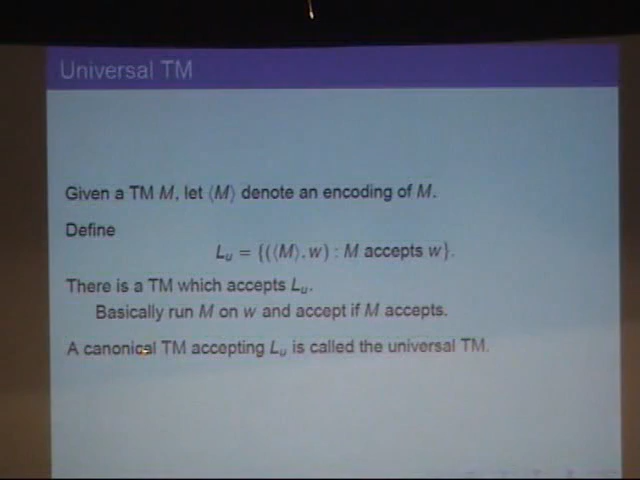 Universal TM
Given a TM M, let ⟨M⟩ denote an encoding of M.
Define
L_u = {(⟨M⟩, w) : M accepts w}.
There is a TM which accepts L_u.
Basically run M on w and accept if M accepts.
A canonical TM accepting L_u is called the universal TM.